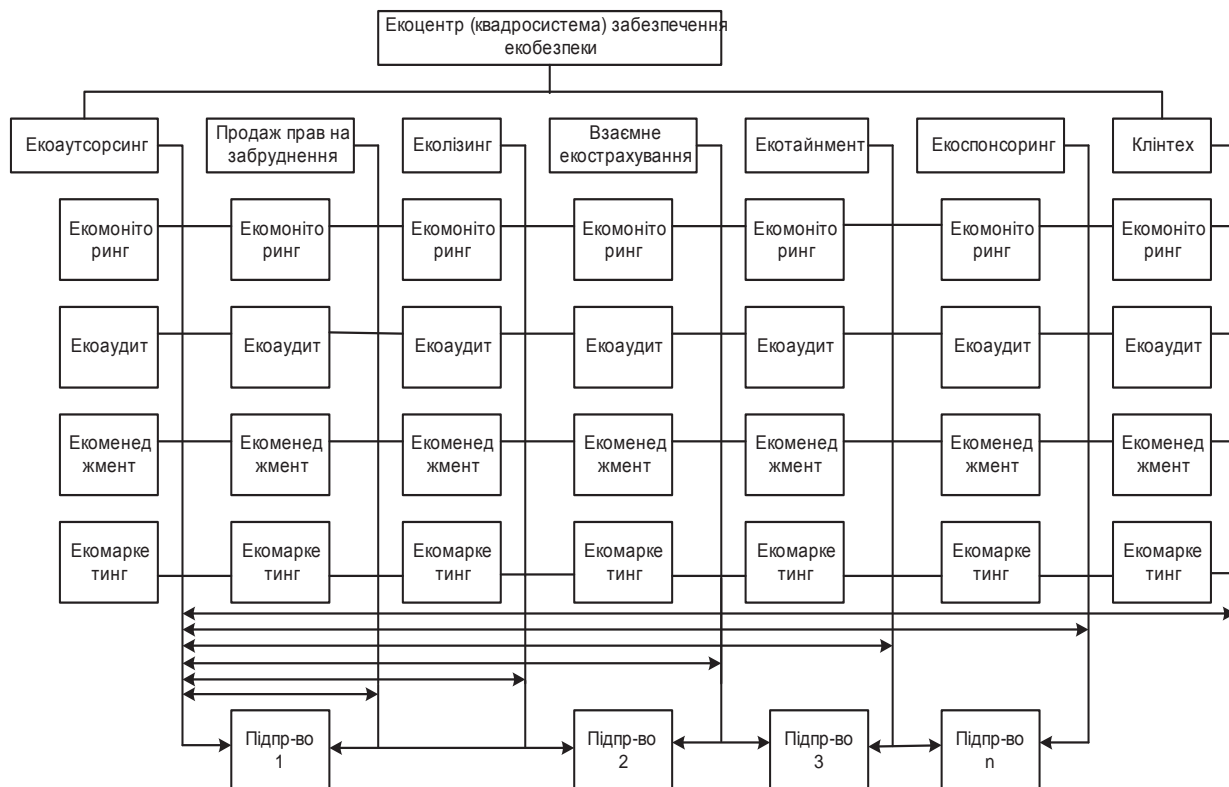 Екоцентр (квадросистема) забезпечення
екобезпеки
Екоаутсорсинг
Продаж прав на
забруднення
Еколізинг
Взаємне
екострахування
Екотайнмент
Екоспонсоринг
Клінтех
Екомоніто
ринг
Екомоніто
ринг
Екомоніто
ринг
Екомоніто
ринг
Екомоніто
ринг
Екомоніто
ринг
Екомоніто
ринг
Екоаудит
Екоаудит
Екоаудит
Екоаудит
Екоаудит
Екоаудит
Екоаудит
Екоменед
жмент
Екоменед
жмент
Екоменед
жмент
Екоменед
жмент
Екоменед
жмент
Екоменед
жмент
Екоменед
жмент
Екомарке
тинг
Екомарке
тинг
Екомарке
тинг
Екомарке
тинг
Екомарке
тинг
Екомарке
тинг
Екомарке
тинг
Підпр-во
1
Підпр-во
2
Підпр-во
3
Підпр-во
n